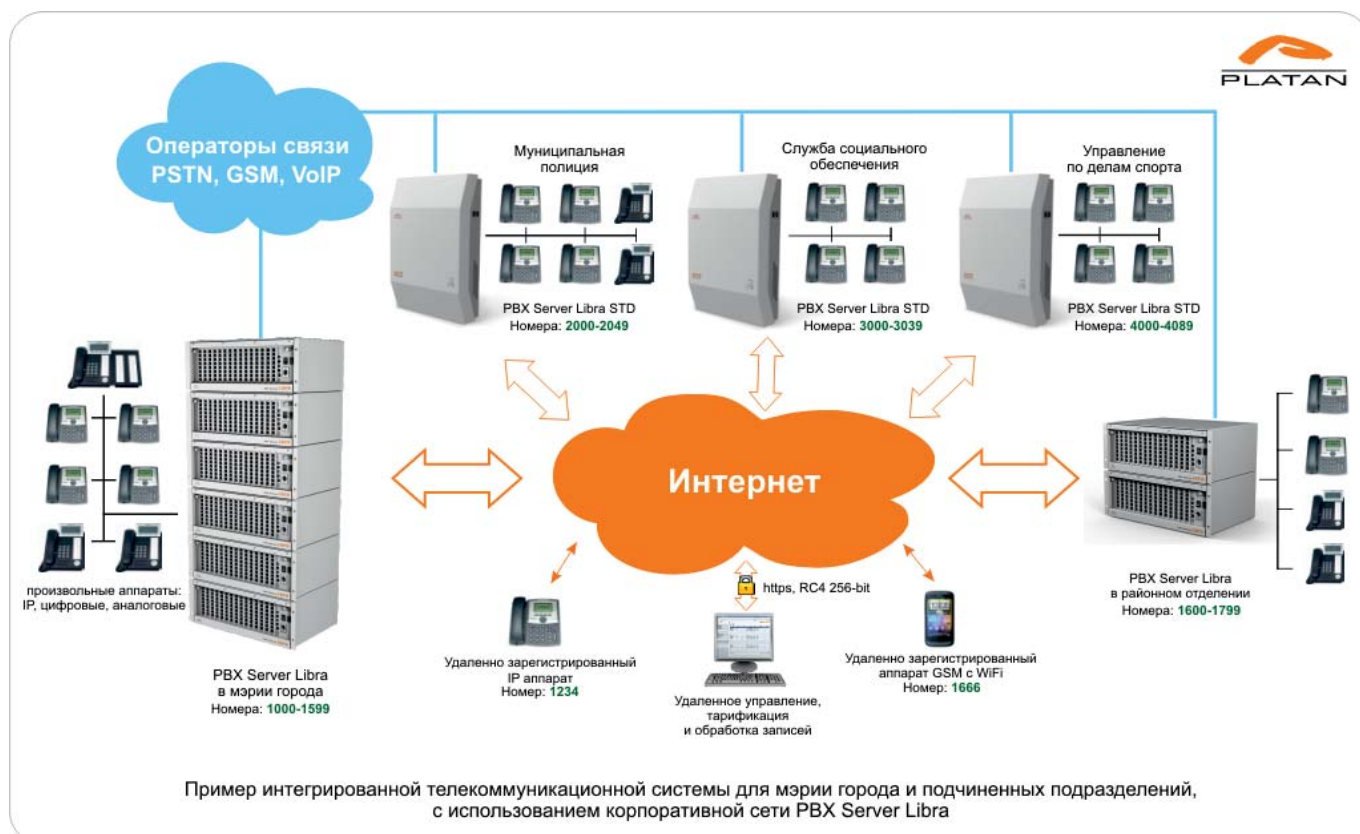 PLATAN
Операторы связи
PSTN, GSM, VoIP
Муниципальная
полиция
PBX Server Libra STD
Номера: 2000-2049
Служба социального
обеспечения
PBX Server Libra STD
Номера: 3000-3039
Управление
по делам спорта
PBX Server Libra STD
Номера: 4000-4089
произвольные аппараты:
IP, цифровые, аналоговые
PBX Server Libra
в мэрии города
Номера: 1000-1599
Интернет
PBX Server Libra
в районном отделении
Номера: 1600-1799
Удаленно зарегистрированный
IP аппарат
Номер: 1234
https, RC4 256-bit
Удаленное управление,
тарификация
и обработка записей
Удаленно зарегистрированный
аппарат GSM с WiFi
Номер: 1666
Пример интегрированной телекоммуникационной системы для мэрии города и подчиненных подразделений,
с использованием корпоративной сети PBX Server Libra